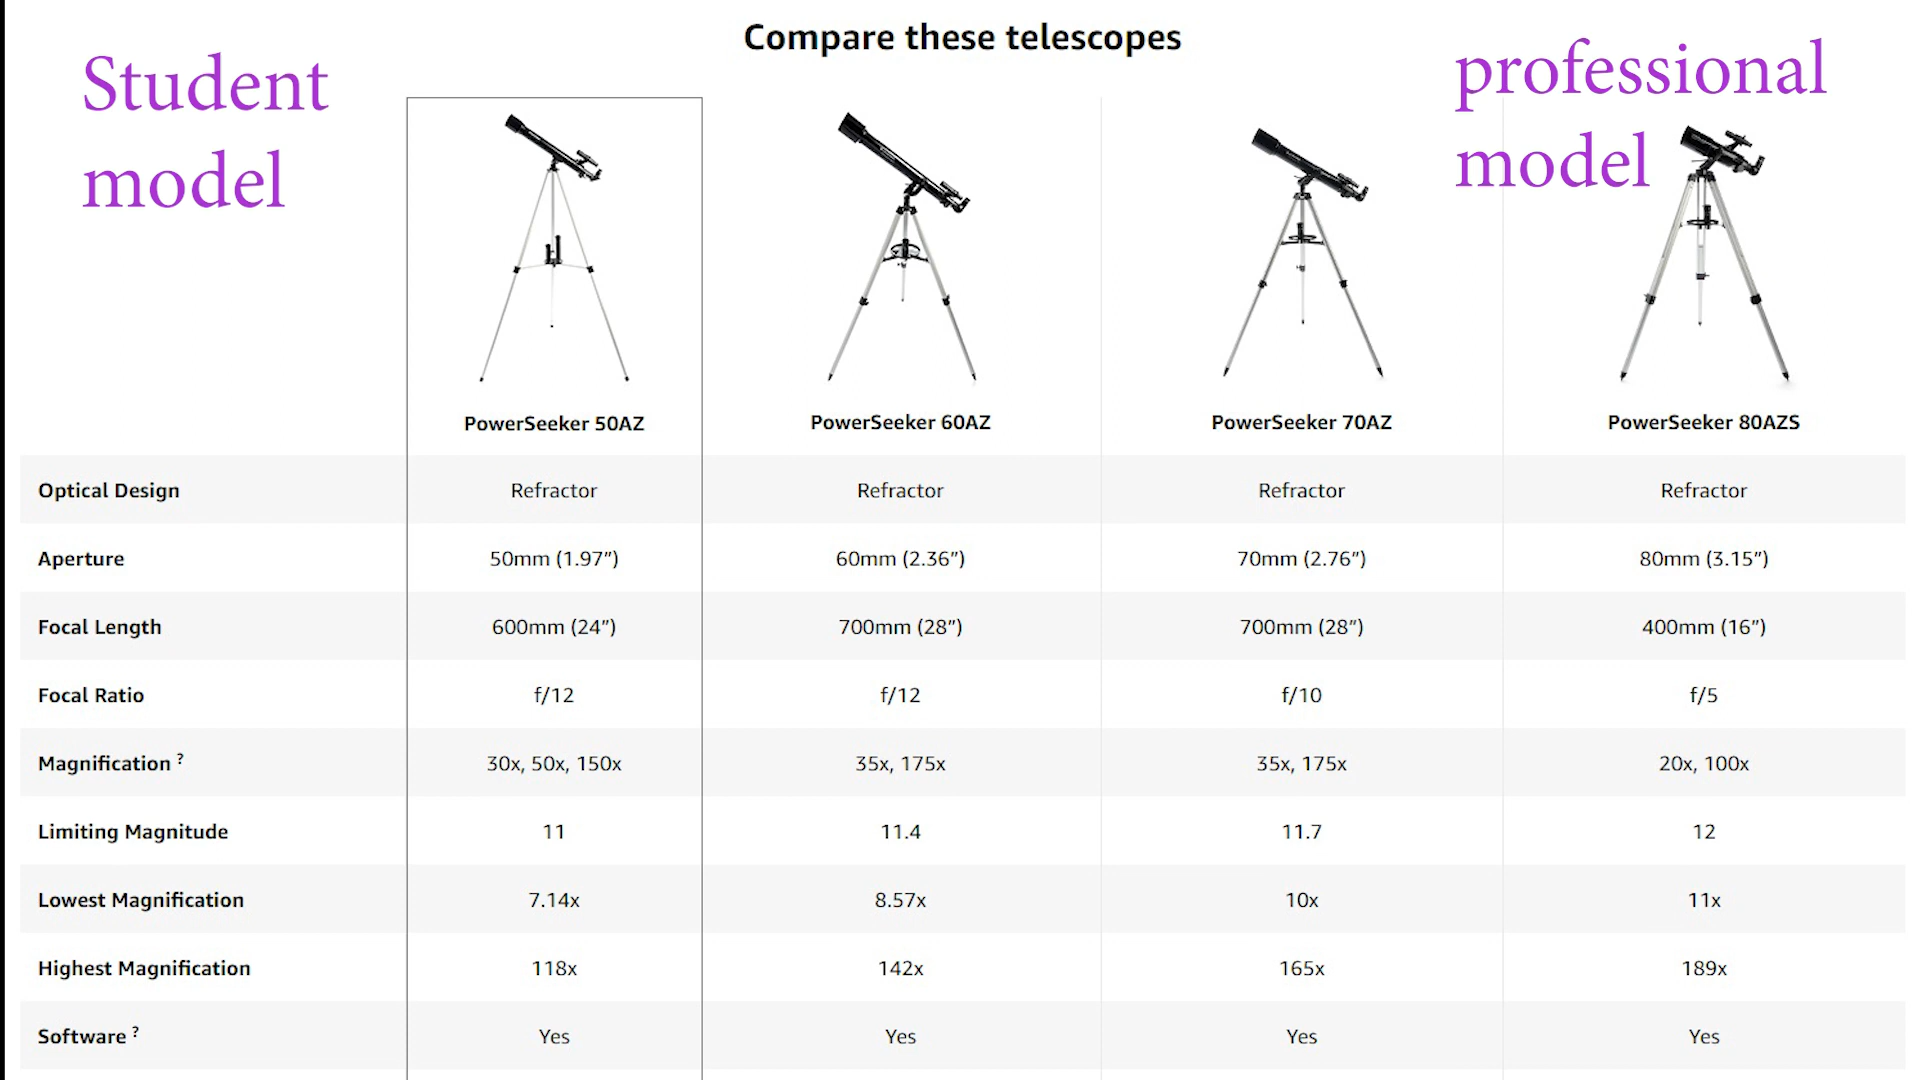 Compare these telescopes
Student
model
professional
model
PowerSeeker 50AZ PowerSeeker 60AZ PowerSeeker 70AZ PowerSeeker 80AZS
Optical Design Refractor Refractor Refractor Refractor
Aperture 50mm (1.97”) 60mm (2.36”) 70mm (2.76”) 80mm (3.15”)
Focal Length 600mm (24”) 700mm (28”) 700mm (28”) 400mm (16”)
Focal Ratio f/12 f/12 f/10 f/5
Magnification ? 30x, 50x, 150x 35x, 175x 35x, 175x 20x, 100x
Limiting Magnitude 11 11.4 11.7 12
Lowest Magnification 7.14x 8.57x 10x 11x
Highest Magnification 118x 142x 165x 189x
Software ? Yes Yes Yes Yes